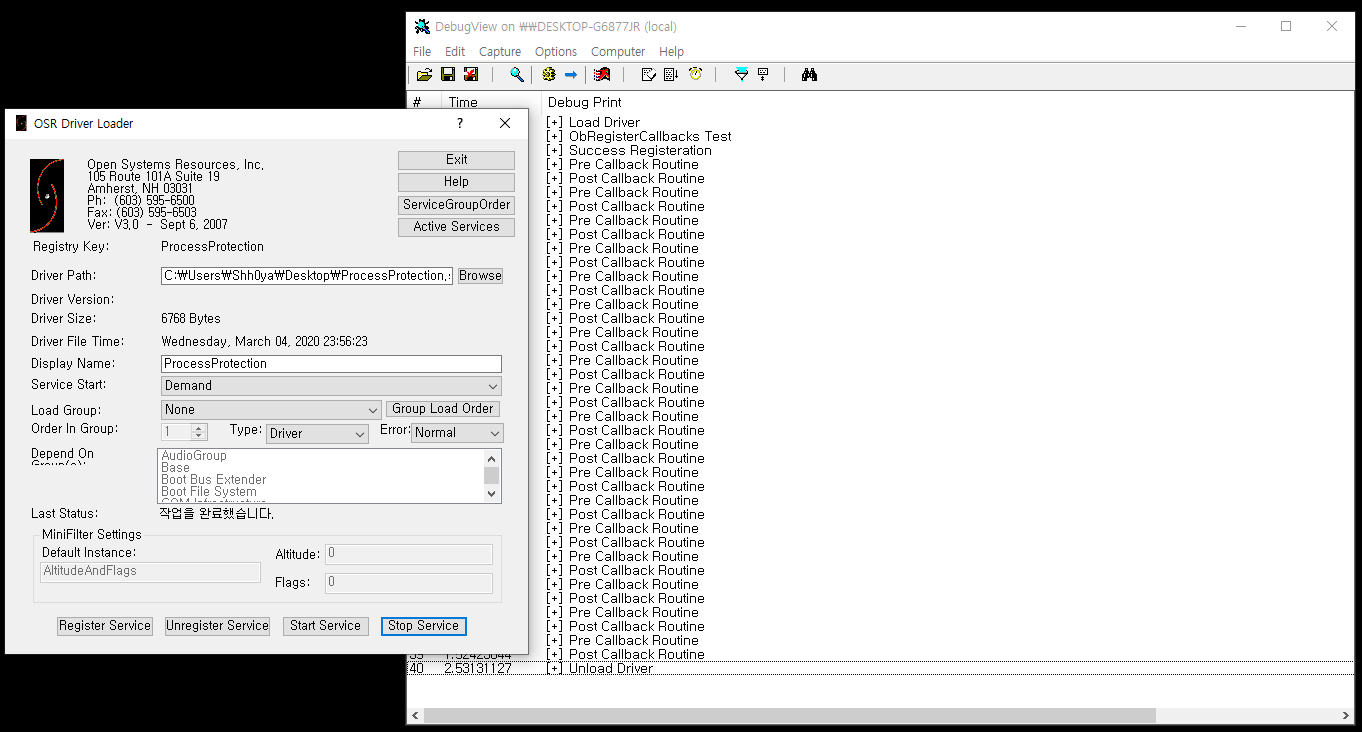 DebugView on ₩₩DESKTOP-G6877JR (local)
File Edit Capture Options Computer Help
# Time Debug Print
[+] Load Driver
[+] ObRegisterCallbacks Test
[+] Success Registeration
[+] Pre Callback Routine
[+] Post Callback Routine
[+] Pre Callback Routine
[+] Post Callback Routine
[+] Pre Callback Routine
[+] Post Callback Routine
[+] Pre Callback Routine
[+] Post Callback Routine
[+] Pre Callback Routine
[+] Post Callback Routine
[+] Pre Callback Routine
[+] Post Callback Routine
[+] Pre Callback Routine
[+] Post Callback Routine
[+] Pre Callback Routine
[+] Post Callback Routine
[+] Pre Callback Routine
[+] Post Callback Routine
[+] Pre Callback Routine
[+] Post Callback Routine
[+] Pre Callback Routine
[+] Post Callback Routine
[+] Pre Callback Routine
[+] Post Callback Routine
[+] Pre Callback Routine
[+] Post Callback Routine
[+] Pre Callback Routine
[+] Post Callback Routine
[+] Pre Callback Routine
[+] Post Callback Routine
[+] Pre Callback Routine
[+] Post Callback Routine
[+] Pre Callback Routine
[+] Post Callback Routine
[+] Pre Callback Routine
[+] Post Callback Routine
40 2.53131127 [+] Unload Driver
OSR Driver Loader
Open Systems Resources, Inc.
105 Route 101A Suite 19
Amherst, NH 03031
Ph: (603) 595-6500
Fax: (603) 595-6503
Ver: V3.0 - Sept 6, 2007
Exit
Help
ServiceGroupOrder
Active Services
Registry Key: ProcessProtection
Driver Path: C:₩Users₩Shh0ya₩Desktop₩ProcessProtection.s Browse
Driver Version:
Driver Size: 6768 Bytes
Driver File Time: Wednesday, March 04, 2020 23:56:23
Display Name: ProcessProtection
Service Start: Demand
Load Group: None Group Load Order
Order In Group: 1 Type: Driver Error: Normal
Depend On
Group(s):
AudioGroup
Base
Boot Bus Extender
Boot File System
Last Status: 작업을 완료했습니다.
MiniFilter Settings
Default Instance:
AltitudeAndFlags
Altitude: 0
Flags: 0
Register Service Unregister Service Start Service Stop Service